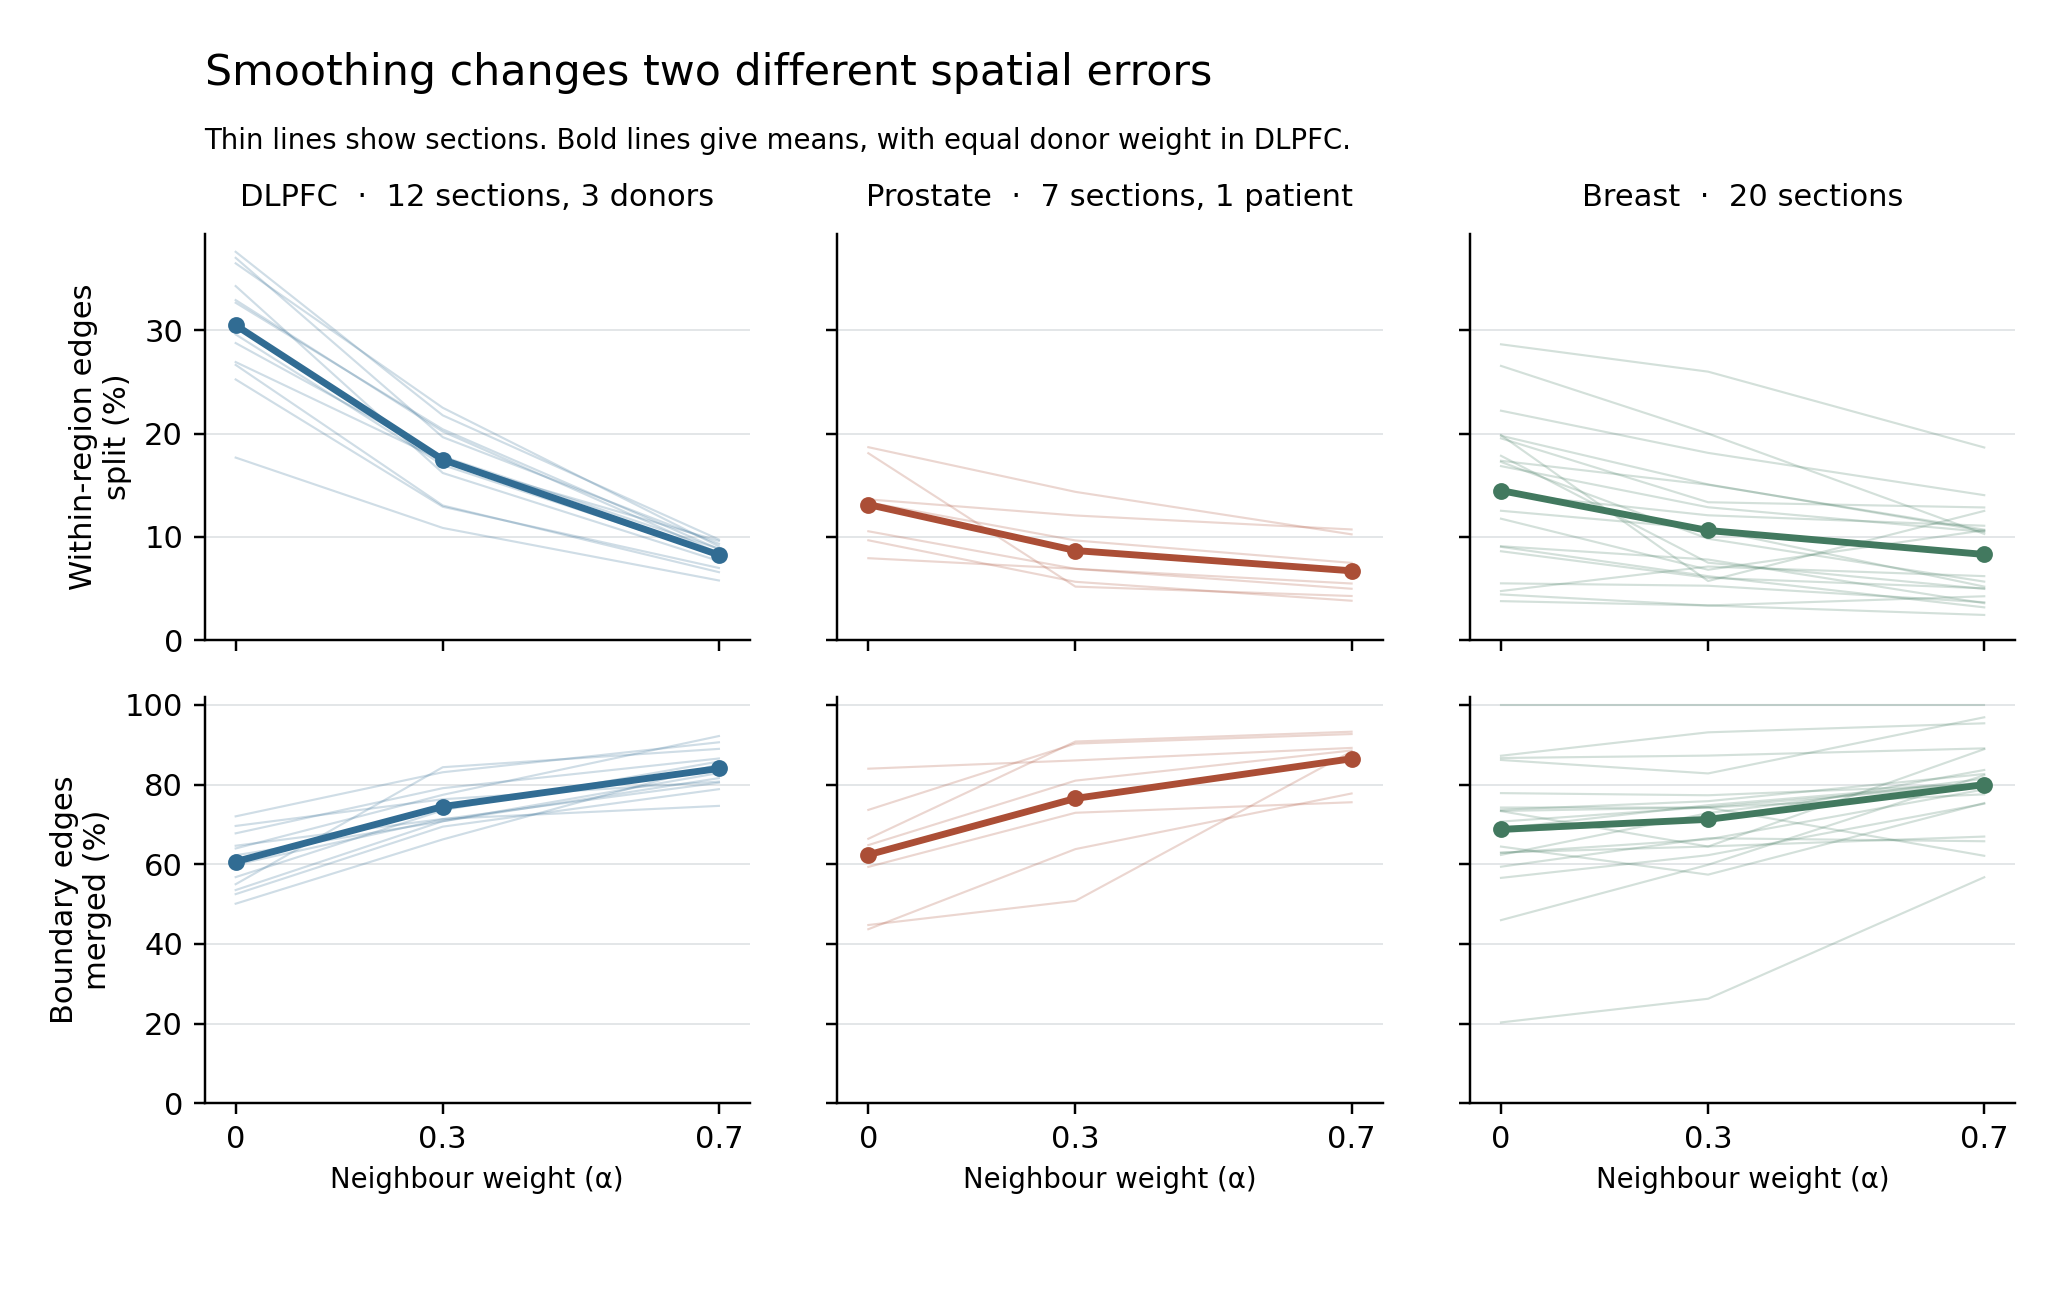 Smoothing changes two different spatial errors
Thin lines show sections. Bold lines give means, with equal donor weight in DLPFC.
DLPFC · 12 sections, 3 donors
Prostate · 7 sections, 1 patient
Breast · 20 sections
Within-region edges
split (%)
30
20
10
0
Boundary edges
merged (%)
100
80
60
40
20
0
0 0.3 0.7
0 0.3 0.7
0 0.3 0.7
Neighbour weight (α)
Neighbour weight (α)
Neighbour weight (α)